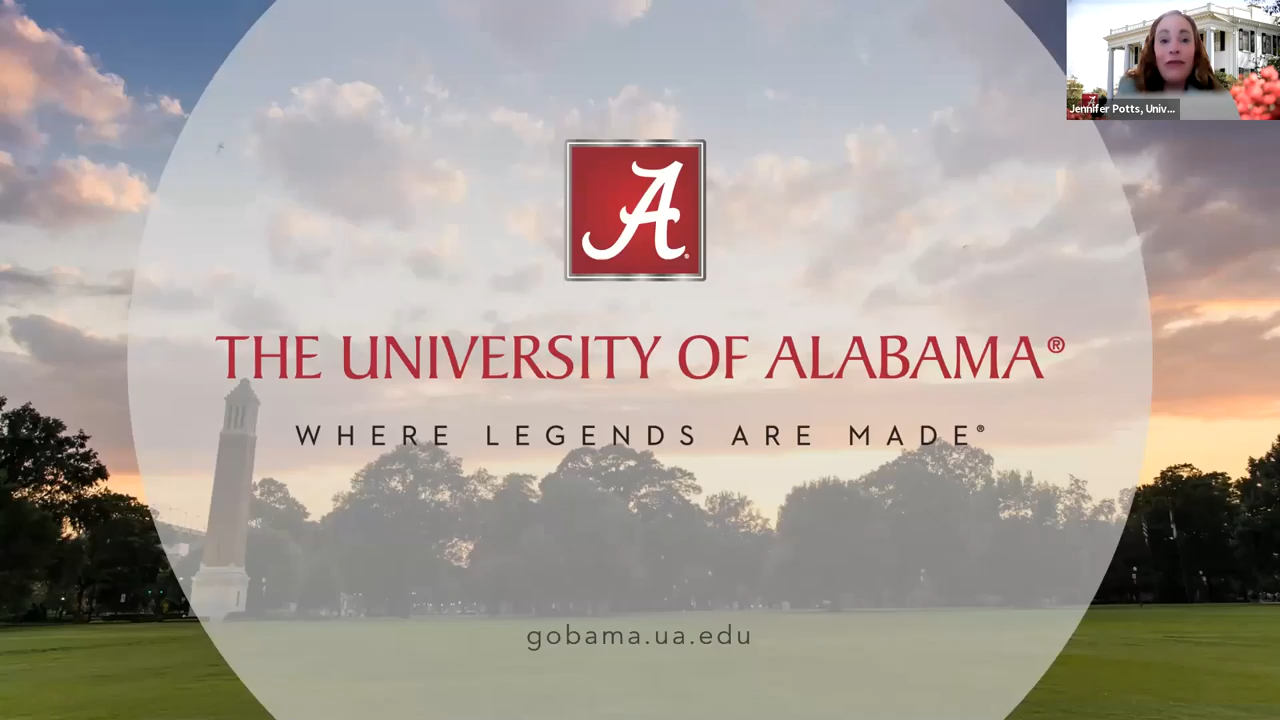 Jennifer Potts, Univ...
A
THE UNIVERSITY OF ALABAMA®
WHERE LEGENDS ARE MADE®
gobama.ua.edu